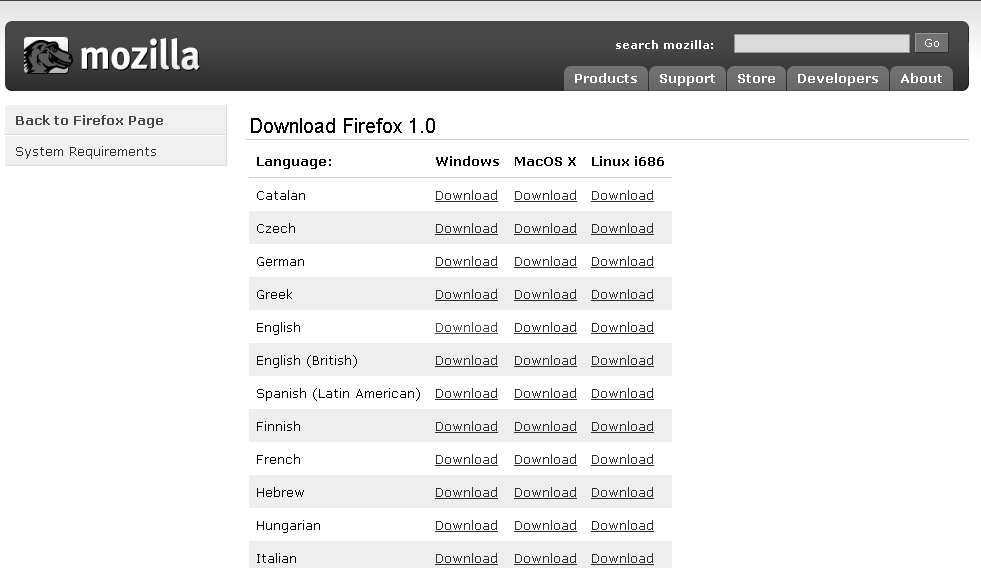 mozilla
search mozilla: Go
Products Support Store Developers About
Back to Firefox Page
System Requirements
Download Firefox 1.0
Language: Windows MacOS X Linux i686
Catalan Download Download Download
Czech Download Download Download
German Download Download Download
Greek Download Download Download
English Download Download Download
English (British) Download Download Download
Spanish (Latin American) Download Download Download
Finnish Download Download Download
French Download Download Download
Hebrew Download Download Download
Hungarian Download Download Download
Italian Download Download Download